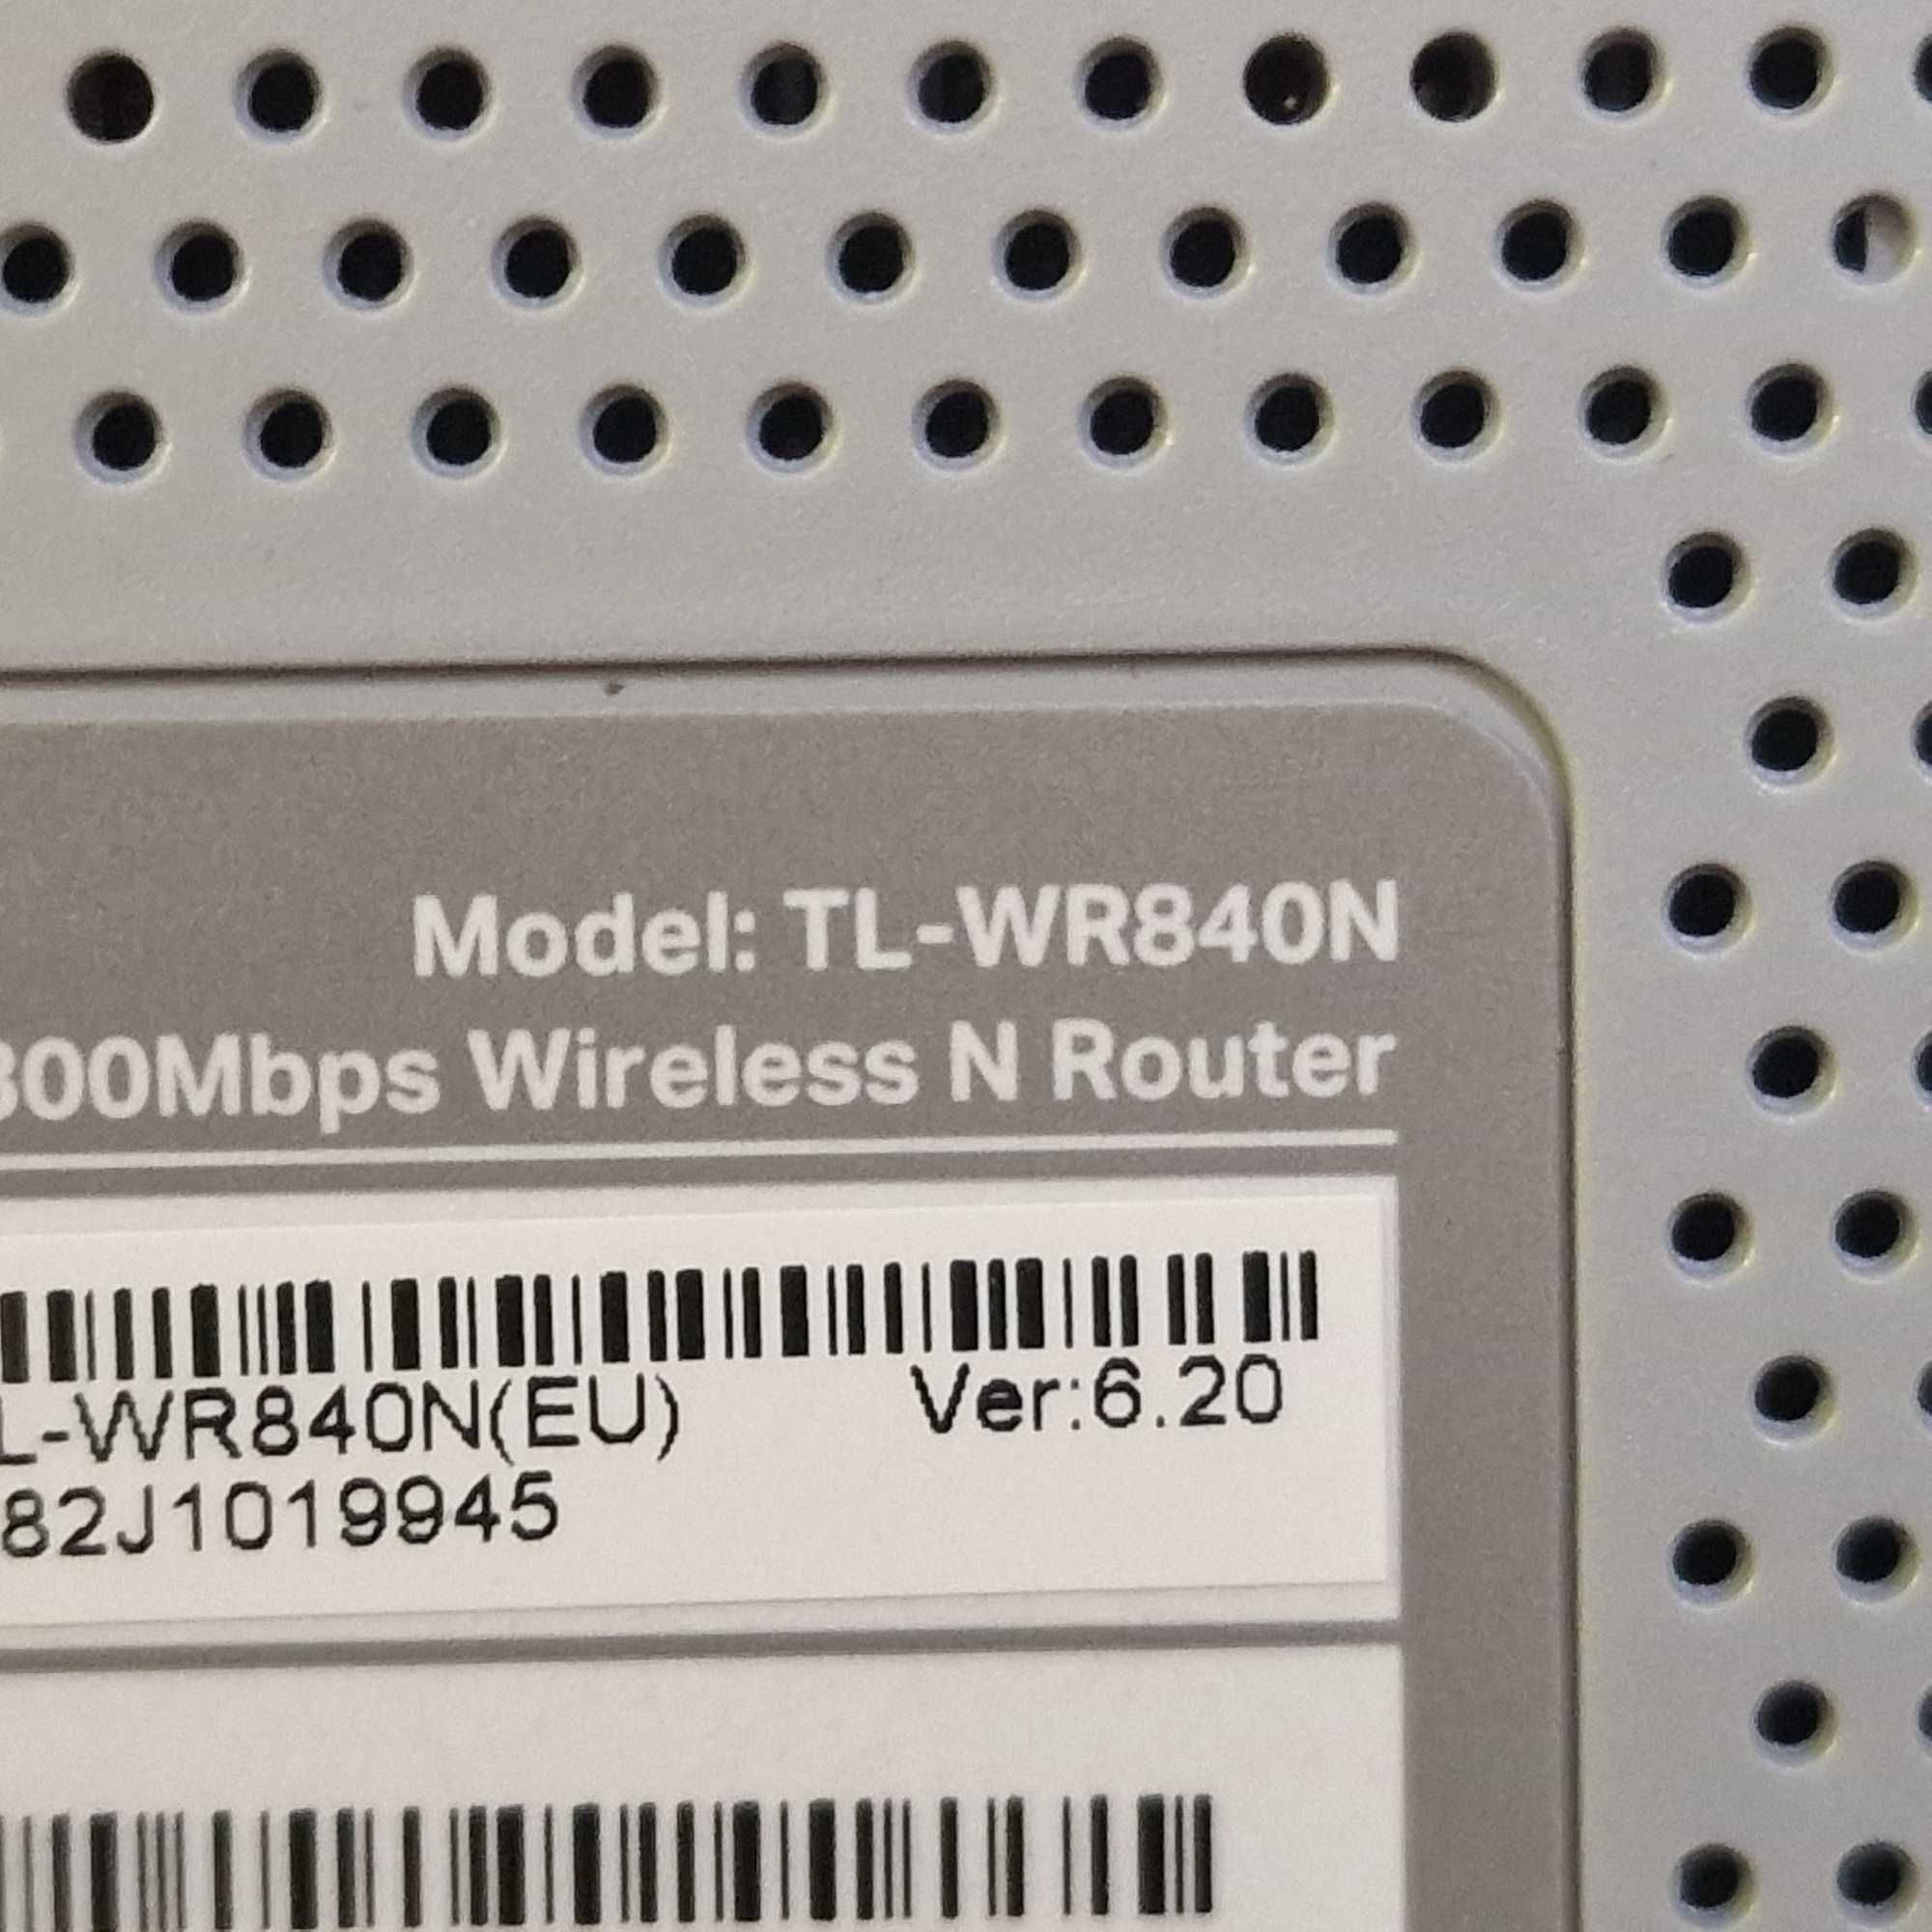 Model: TL-WR840N
300Mbps Wireless N Router
L-WR840N(EU) Ver:6.20
82J1019945